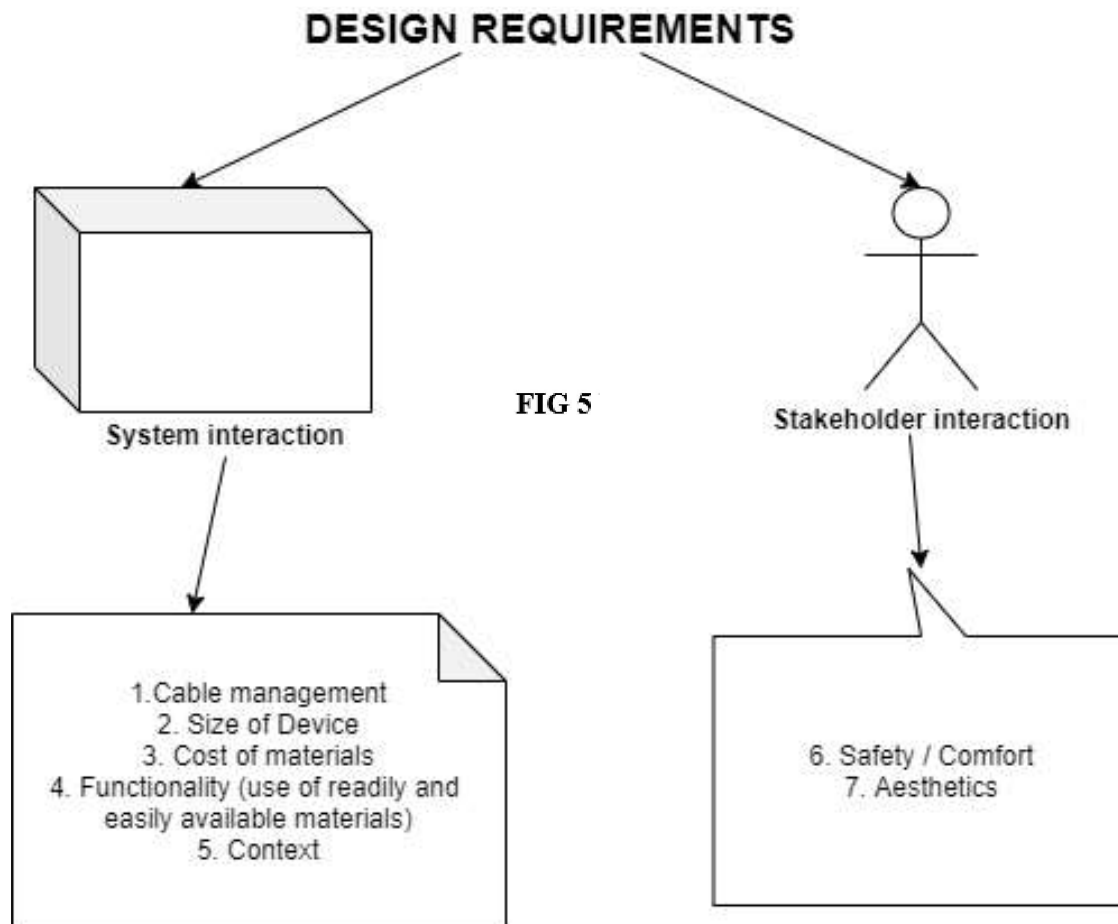 DESIGN REQUIREMENTS
System interaction
FIG 5
Stakeholder interaction
1.Cable management
2. Size of Device
3. Cost of materials
4. Functionality (use of readily and
easily available materials)
5. Context
6. Safety / Comfort
7. Aesthetics